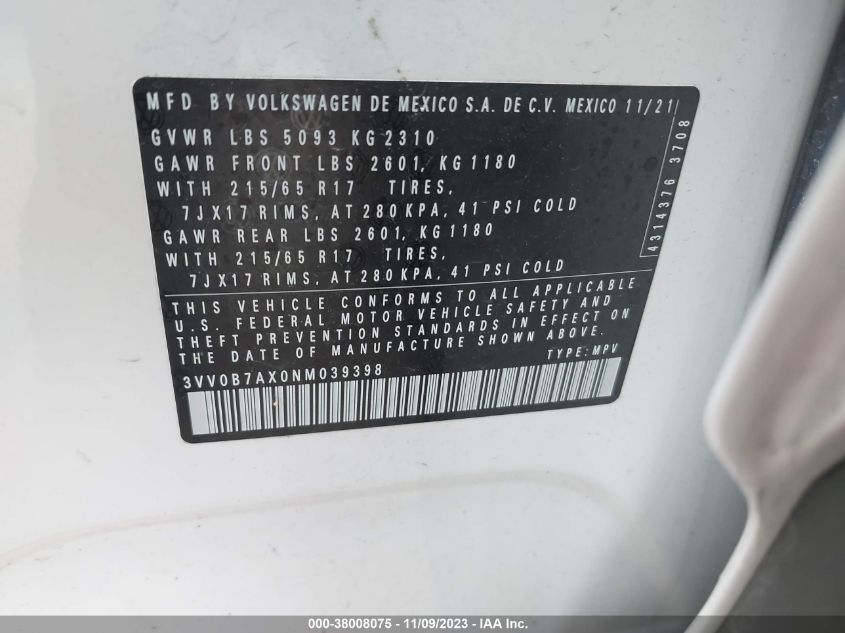 MFD BY VOLKSWAGEN DE MEXICO S.A. DE C.V. MEXICO 11/21
GVWR LBS 5093 KG 2310
GAWR FRONT LBS 2601, KG 1180
WITH 215/65 R17 TIRES,
7JX17 RIMS, AT 280 KPA, 41 PSI COLD
GAWR REAR LBS 2601, KG 1180
WITH 215/65 R17 TIRES,
7JX17 RIMS, AT 280 KPA, 41 PSI COLD
4314376 3708
THIS VEHICLE CONFORMS TO ALL APPLICABLE
U.S. FEDERAL MOTOR VEHICLE SAFETY AND
THEFT PREVENTION STANDARDS IN EFFECT ON
THE DATE OF MANUFACTURE SHOWN ABOVE.
3VV0B7AX0NM039398 TYPE: MPV
000-38008075 - 11/09/2023 - IAA Inc.